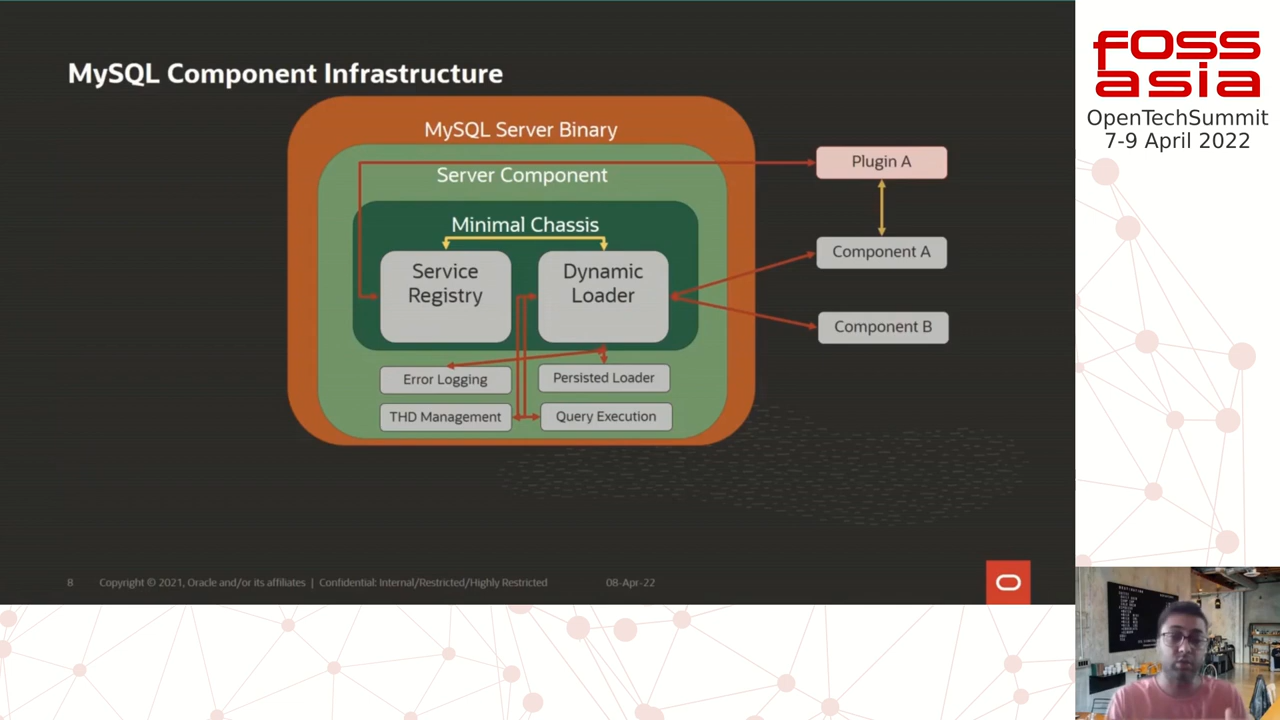 MySQL Component Infrastructure
MySQL Server Binary
Server Component
Minimal Chassis
Service
Registry
Dynamic
Loader
Error Logging
Persisted Loader
THD Management
Query Execution
Plugin A
Component A
Component B
8 Copyright © 2021, Oracle and/or its affiliates | Confidential: Internal/Restricted/Highly Restricted 08-Apr-22
foss
asia
OpenTechSummit
7-9 April 2022